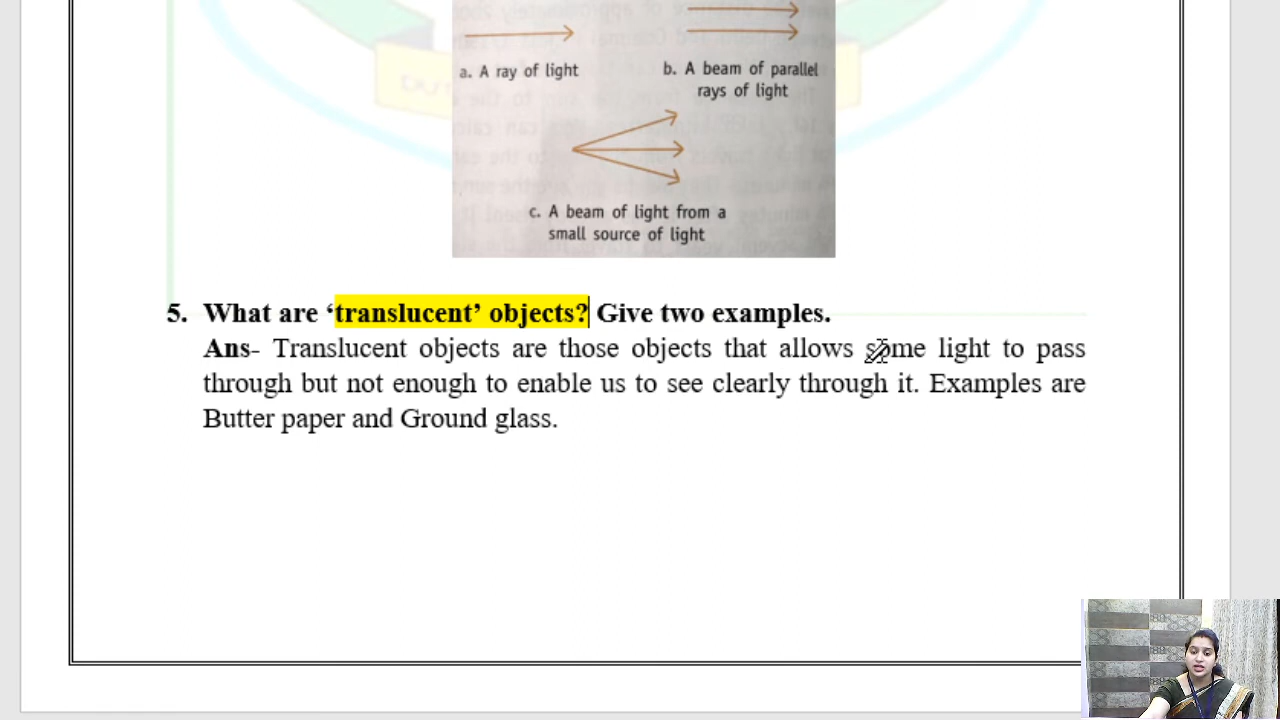 a. A ray of light
b. A beam of parallel
rays of light
c. A beam of light from a
small source of light
5. What are ‘translucent’ objects? Give two examples.
Ans- Translucent objects are those objects that allows some light to pass
through but not enough to enable us to see clearly through it. Examples are
Butter paper and Ground glass.